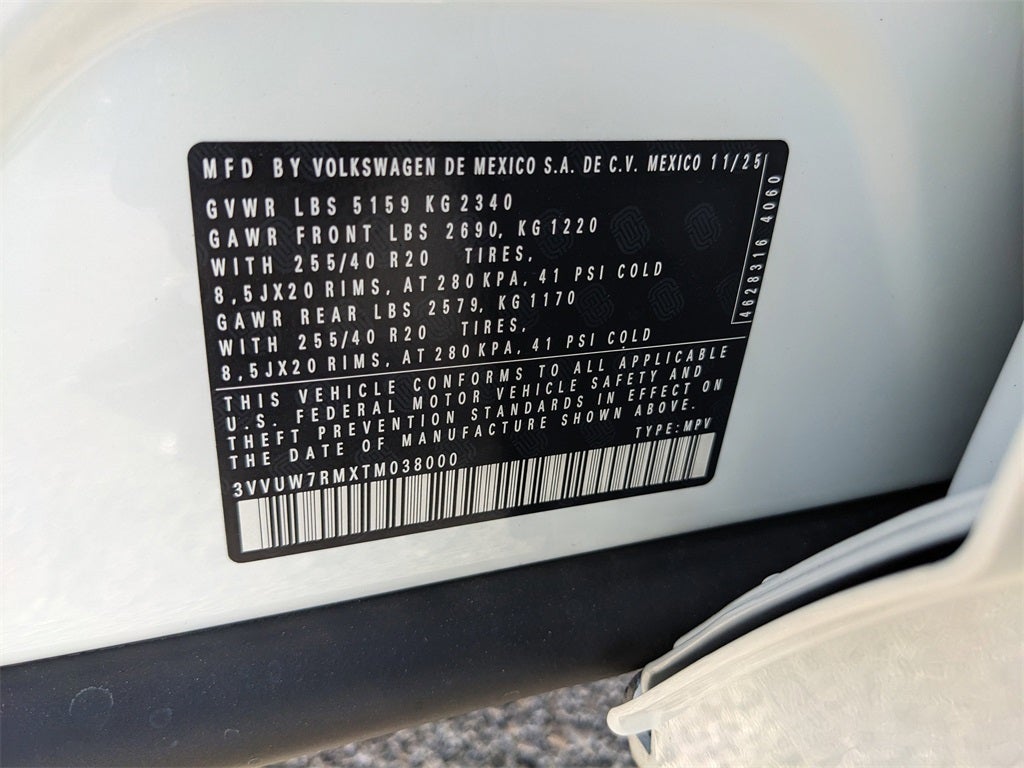 MFD BY VOLKSWAGEN DE MEXICO S.A. DE C.V. MEXICO 11/25
GVWR LBS 5159 KG 2340
GAWR FRONT LBS 2690, KG 1220
WITH 255/40 R20 TIRES,
8,5JX20 RIMS, AT 280 KPA, 41 PSI COLD
GAWR REAR LBS 2579, KG 1170
WITH 255/40 R20 TIRES,
8,5JX20 RIMS, AT 280 KPA, 41 PSI COLD
4628316 4060
THIS VEHICLE CONFORMS TO ALL APPLICABLE
U.S. FEDERAL MOTOR VEHICLE SAFETY AND
THEFT PREVENTION STANDARDS IN EFFECT ON
THE DATE OF MANUFACTURE SHOWN ABOVE.
TYPE: MPV
3VVUW7RMXTM038000